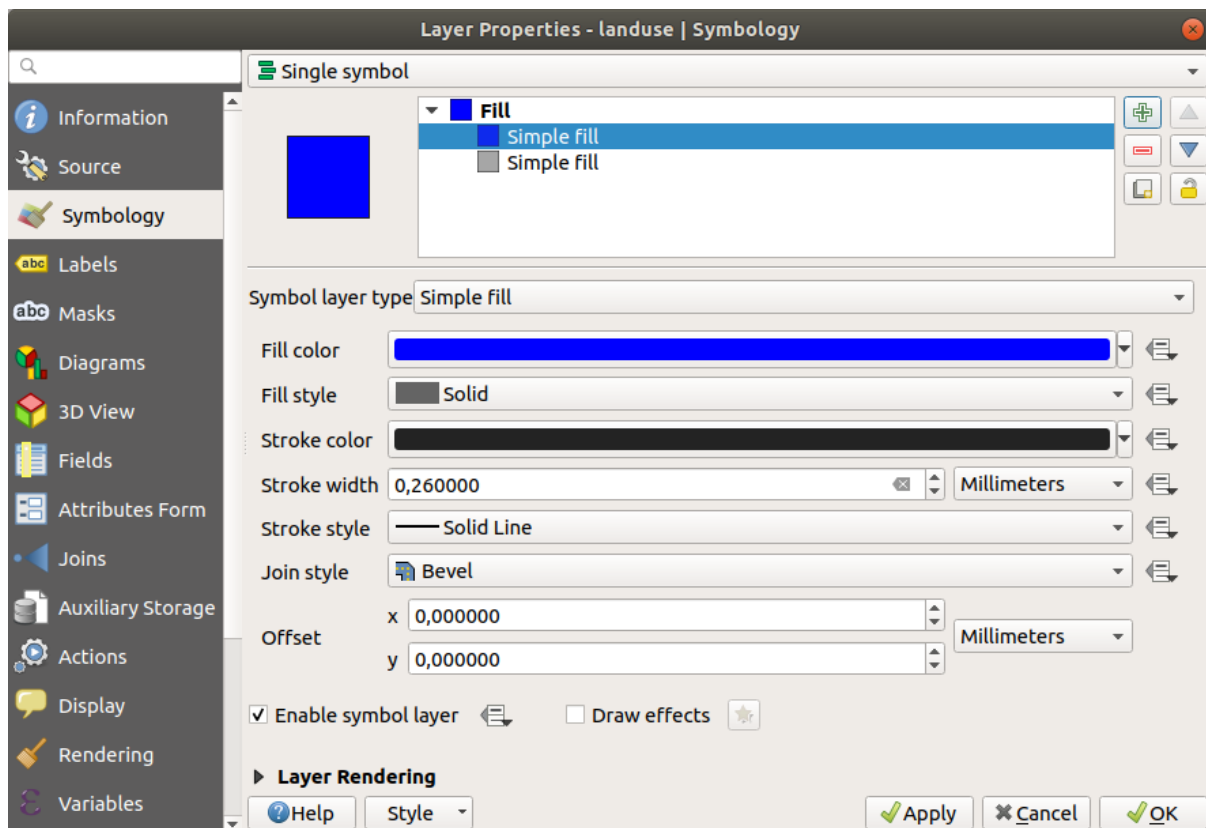 Layer Properties - landuse | Symbology
Information
Source
Symbology
abc Labels
abc Masks
Diagrams
3D View
Fields
Attributes Form
Joins
Auxiliary Storage
Actions
Display
Rendering
Variables
Single symbol
Fill
Simple fill
Simple fill
Symbol layer type Simple fill
Fill color
Fill style Solid
Stroke color
Stroke width 0,260000 Millimeters
Stroke style Solid Line
Join style Bevel
Offset x 0,000000 Millimeters
y 0,000000
Enable symbol layer Draw effects
Layer Rendering
Help Style Apply Cancel OK